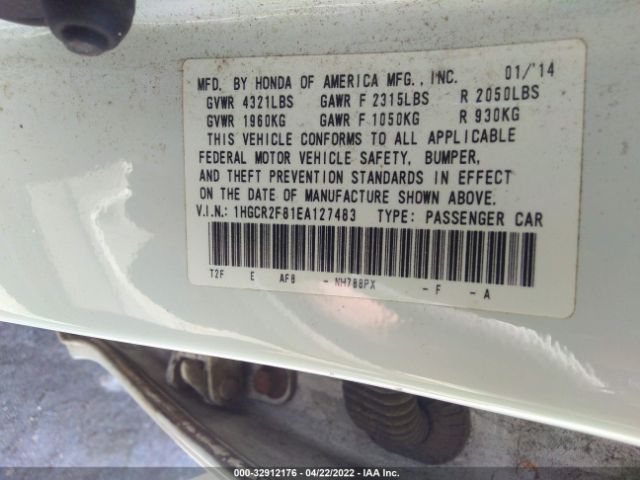 MFD. BY HONDA OF AMERICA MFG., INC. 01/'14
GVWR 4321LBS GAWR F 2315LBS R 2050LBS
GVWR 1960KG GAWR F 1050KG R 930KG
THIS VEHICLE CONFORMS TO ALL APPLICABLE
FEDERAL MOTOR VEHICLE SAFETY, BUMPER,
AND THEFT PREVENTION STANDARDS IN EFFECT
ON THE DATE OF MANUFACTURE SHOWN ABOVE.
V.I.N.: 1HGCR2F81EA127483 TYPE: PASSENGER CAR
T2F E AF8 - NH788PX - F - A
000-32912176 - 04/22/2022 - IAA Inc.